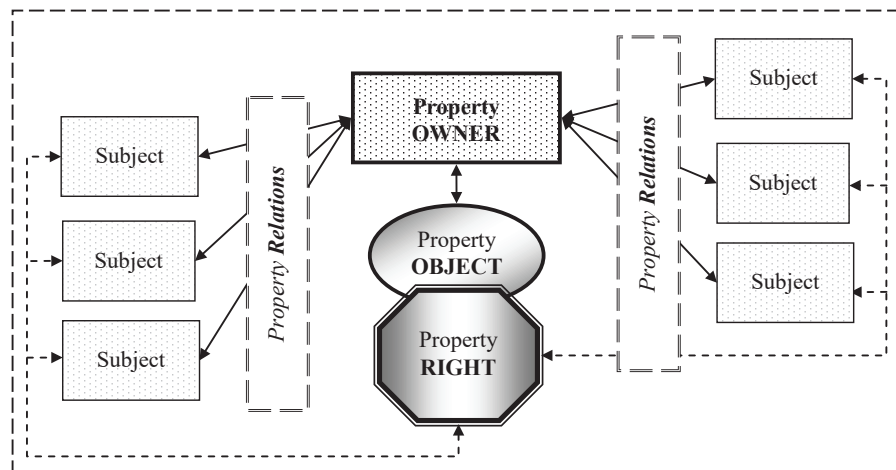 Subject
Subject
Subject
Property Relations
Property
OWNER
Property
OBJECT
Property
RIGHT
Property Relations
Subject
Subject
Subject